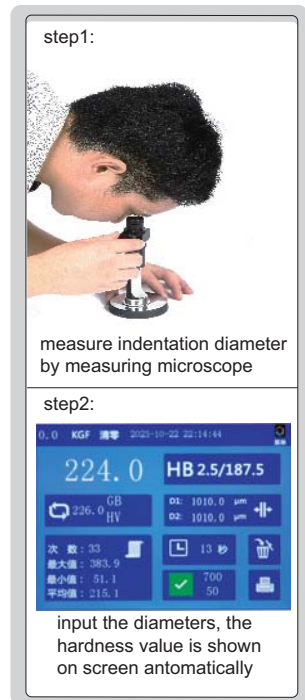 step1:
measure indentation diameter
by measuring microscope
step2:
0.0 KGF 清零 2023-10-22 22:14:44
224.0 HB 2.5/187.5
226.0 GB
HV
D1: 1010.0 μm
D2: 1010.0 μm
次 数: 33
最大值: 383.9
最小值: 51.1
平均值: 215.1
13 秒
700
50
input the diameters, the
hardness value is shown
on screen antomatically